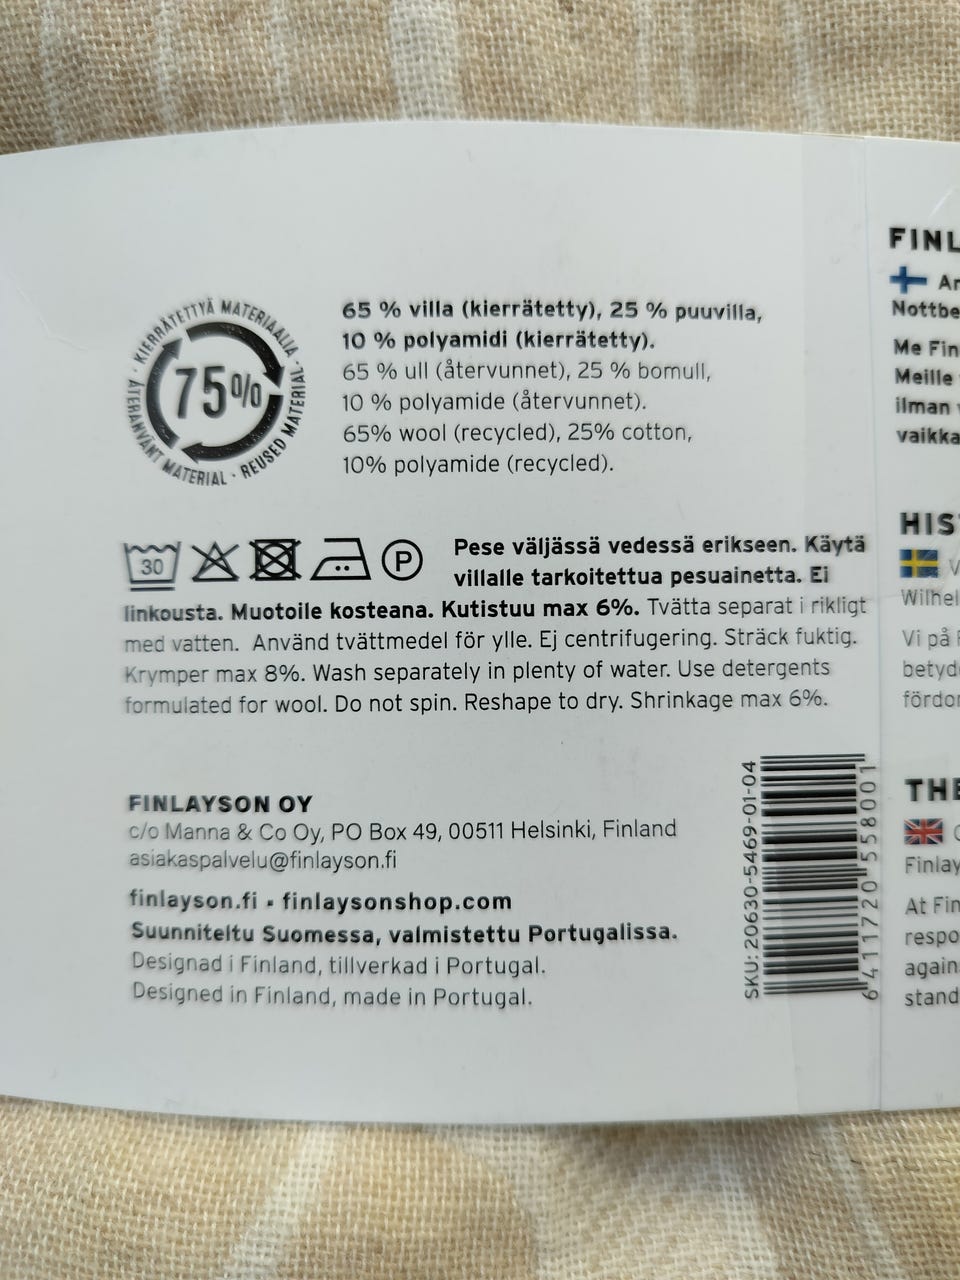 KIERRÄTETTYÄ MATERIAALIA · REUSED MATERIAL · ÅTERANVÄNT MATERIAL ·
75%
65 % villa (kierrätetty), 25 % puuvilla,
10 % polyamidi (kierrätetty).
65 % ull (återvunnet), 25 % bomull,
10 % polyamide (återvunnet).
65% wool (recycled), 25% cotton,
10% polyamide (recycled).
30
P
Pese väljässä vedessä erikseen. Käytä
villalle tarkoitettua pesuainetta. Ei
linkousta. Muotoile kosteana. Kutistuu max 6%. Tvätta separat i rikligt
med vatten. Använd tvättmedel för ylle. Ej centrifugering. Sträck fuktig.
Krymper max 8%. Wash separately in plenty of water. Use detergents
formulated for wool. Do not spin. Reshape to dry. Shrinkage max 6%.
FINLAYSON OY
c/o Manna & Co Oy, PO Box 49, 00511 Helsinki, Finland
asiakaspalvelu@finlayson.fi
finlayson.fi ▪ finlaysonshop.com
Suunniteltu Suomessa, valmistettu Portugalissa.
Designad i Finland, tillverkad i Portugal.
Designed in Finland, made in Portugal.
SKU: 20630-5469-01-04
6411720558001
FINL
Nottbe
Me Fin
Meille
ilman
vaikka
HIS
Wilhel
Vi på
betyd
fördo
THE
Finlay
At Fin
respo
again
stand